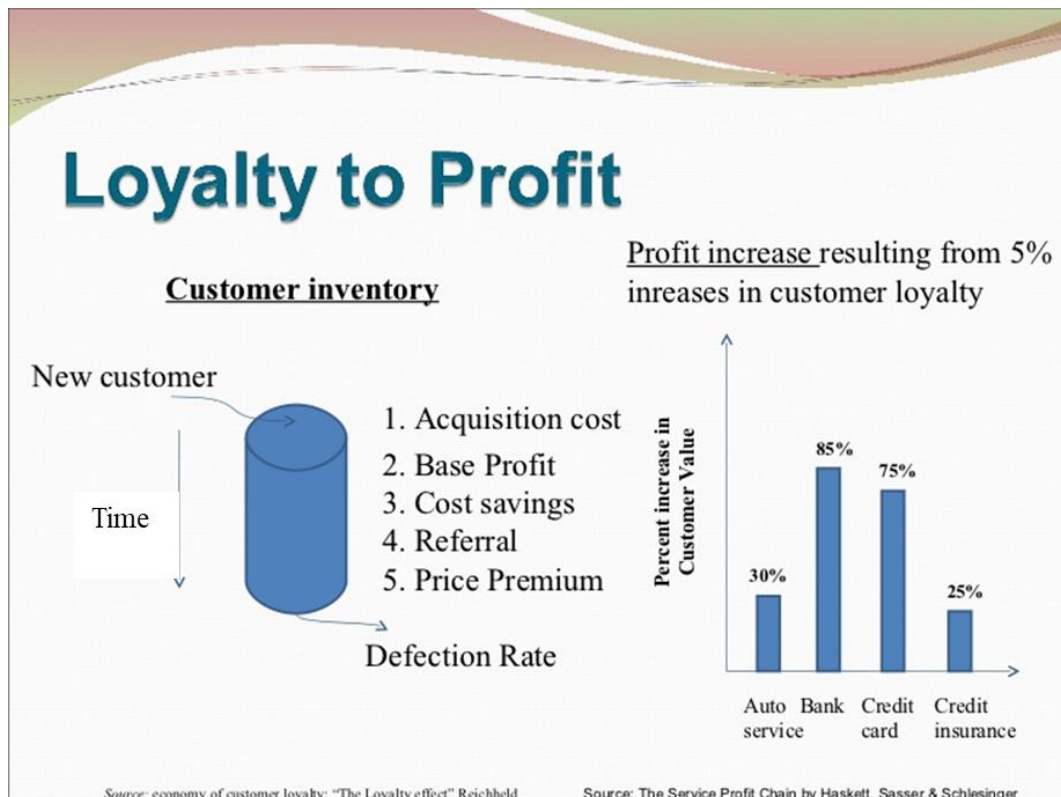 Loyalty to Profit
Customer inventory
New customer
Time
1. Acquisition cost
2. Base Profit
3. Cost savings
4. Referral
5. Price Premium
Defection Rate
Profit increase resulting from 5%
inreases in customer loyalty
Percent increase in
Customer Value
30%
85%
75%
25%
Auto
service
Bank
Credit
card
Credit
insurance
Source: economy of customer loyalty: "The Loyalty effect" Reichheld
Source: The Service Profit Chain by Haskett, Sasser & Schlesinger